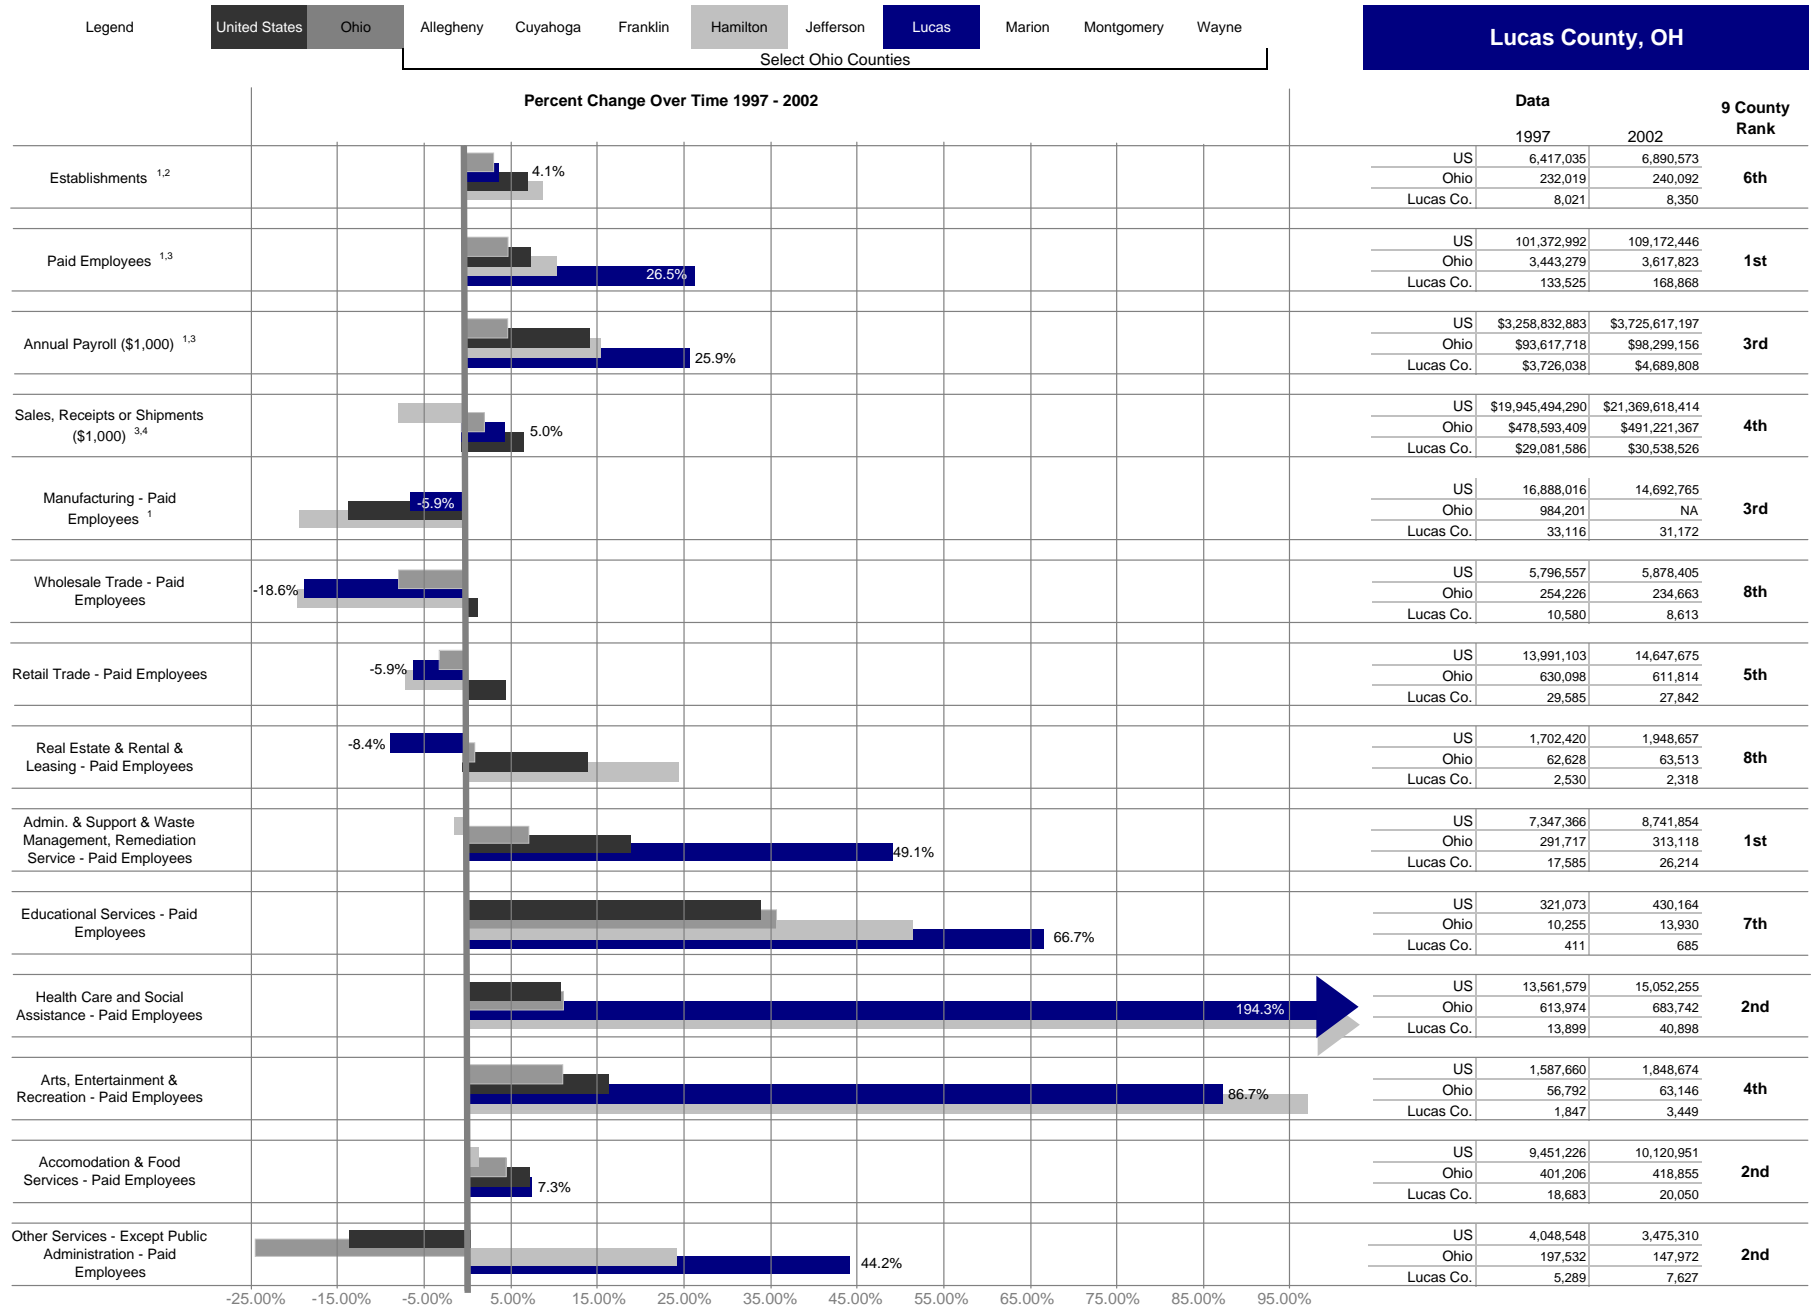 Legend United States Ohio Allegheny Cuyahoga Franklin Hamilton Jefferson Lucas Marion Montgomery Wayne
Select Ohio Counties
Lucas County, OH
Percent Change Over Time 1997 - 2002
Data
9 County
Rank
1997 2002
Establishments 1,2
4.1%
US 6,417,035 6,890,573
Ohio 232,019 240,092
Lucas Co. 8,021 8,350
6th
Paid Employees 1,3
26.5%
US 101,372,992 109,172,446
Ohio 3,443,279 3,617,823
Lucas Co. 133,525 168,868
1st
Annual Payroll ($1,000) 1,3
25.9%
US $3,258,832,883 $3,725,617,197
Ohio $93,617,718 $98,299,156
Lucas Co. $3,726,038 $4,689,808
3rd
Sales, Receipts or Shipments
($1,000) 3,4
5.0%
US $19,945,494,290 $21,369,618,414
Ohio $478,593,409 $491,221,367
Lucas Co. $29,081,586 $30,538,526
4th
Manufacturing - Paid
Employees 1
-5.9%
US 16,888,016 14,692,765
Ohio 984,201 NA
Lucas Co. 33,116 31,172
3rd
Wholesale Trade - Paid
Employees
-18.6%
US 5,796,557 5,878,405
Ohio 254,226 234,663
Lucas Co. 10,580 8,613
8th
Retail Trade - Paid Employees
-5.9%
US 13,991,103 14,647,675
Ohio 630,098 611,814
Lucas Co. 29,585 27,842
5th
Real Estate & Rental &
Leasing - Paid Employees
-8.4%
US 1,702,420 1,948,657
Ohio 62,628 63,513
Lucas Co. 2,530 2,318
8th
Admin. & Support & Waste
Management, Remediation
Service - Paid Employees
49.1%
US 7,347,366 8,741,854
Ohio 291,717 313,118
Lucas Co. 17,585 26,214
1st
Educational Services - Paid
Employees
66.7%
US 321,073 430,164
Ohio 10,255 13,930
Lucas Co. 411 685
7th
Health Care and Social
Assistance - Paid Employees
194.3%
US 13,561,579 15,052,255
Ohio 613,974 683,742
Lucas Co. 13,899 40,898
2nd
Arts, Entertainment &
Recreation - Paid Employees
86.7%
US 1,587,660 1,848,674
Ohio 56,792 63,146
Lucas Co. 1,847 3,449
4th
Accomodation & Food
Services - Paid Employees
7.3%
US 9,451,226 10,120,951
Ohio 401,206 418,855
Lucas Co. 18,683 20,050
2nd
Other Services - Except Public
Administration - Paid
Employees
44.2%
US 4,048,548 3,475,310
Ohio 197,532 147,972
Lucas Co. 5,289 7,627
2nd
-25.00% -15.00% -5.00% 5.00% 15.00% 25.00% 35.00% 45.00% 55.00% 65.00% 75.00% 85.00% 95.00%